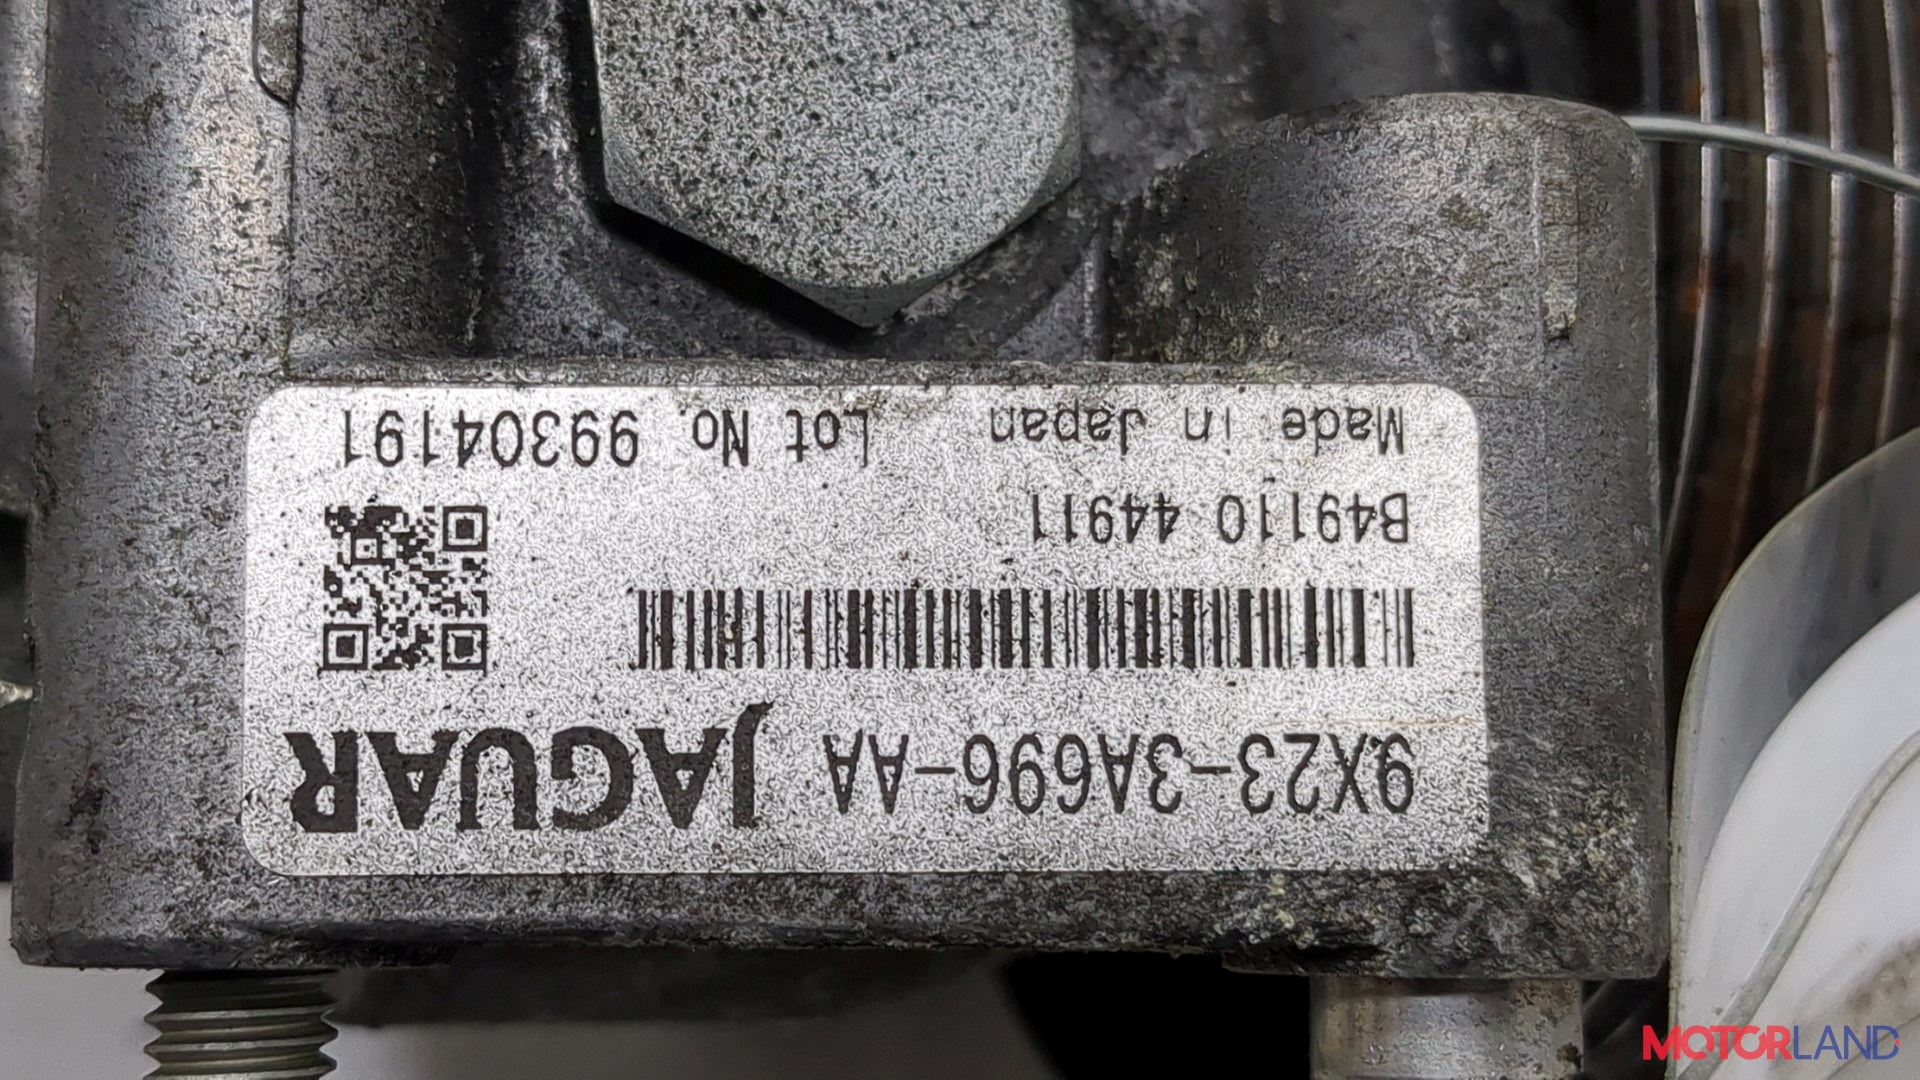 9X23-3A696-AA JAGUAR
B49110 44911
Made in Japan Lot No. 99304191
MOTORLAND